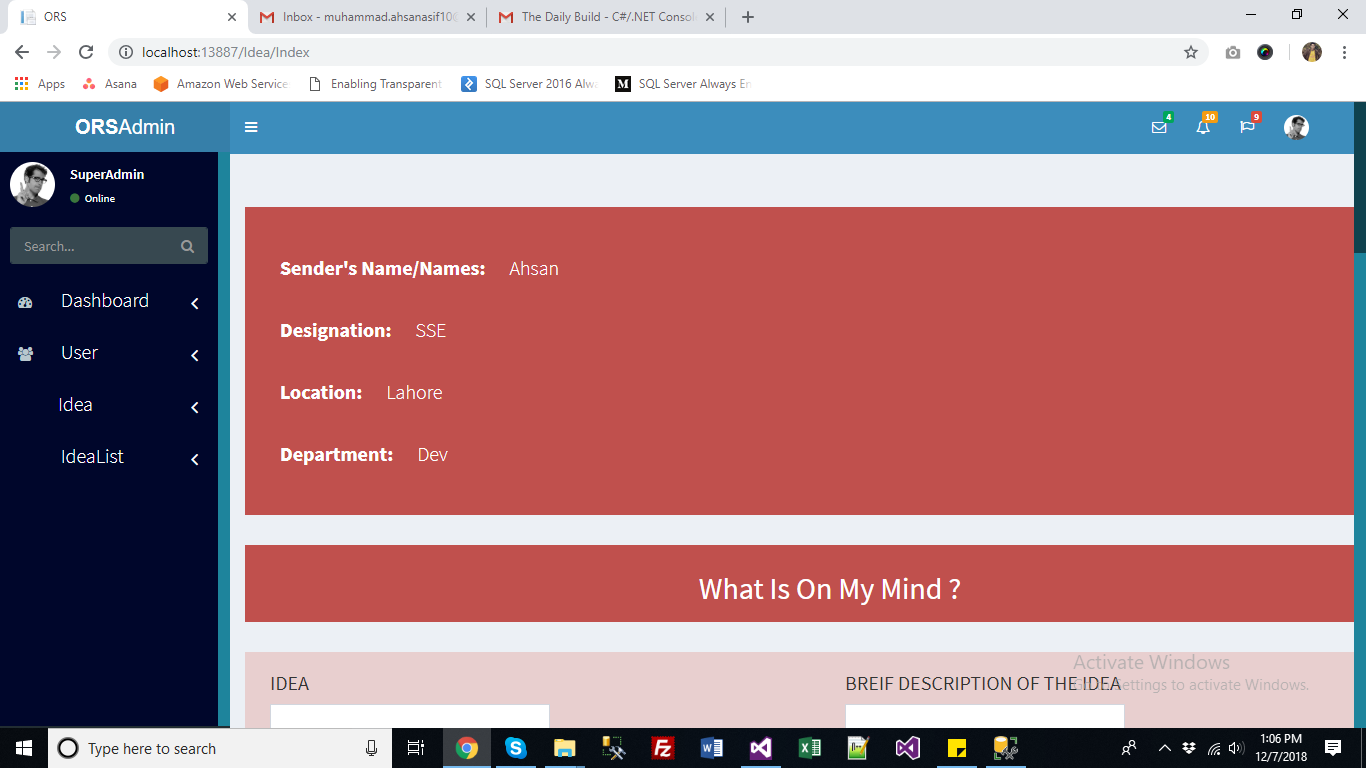 ORS
Inbox - muhammad.ahsanasif10
The Daily Build - C#/.NET Consol
localhost:13887/Idea/Index
Apps
Asana
Amazon Web Service
Enabling Transparent
SQL Server 2016 Alwa
SQL Server Always En
ORSAdmin
4
10
9
SuperAdmin
Online
Search...
Dashboard
User
Idea
IdeaList
Sender's Name/Names: Ahsan
Designation: SSE
Location: Lahore
Department: Dev
What Is On My Mind ?
IDEA
BREIF DESCRIPTION OF THE IDEA
Activate Windows
Go to Settings to activate Windows.
Type here to search
1:06 PM
12/7/2018